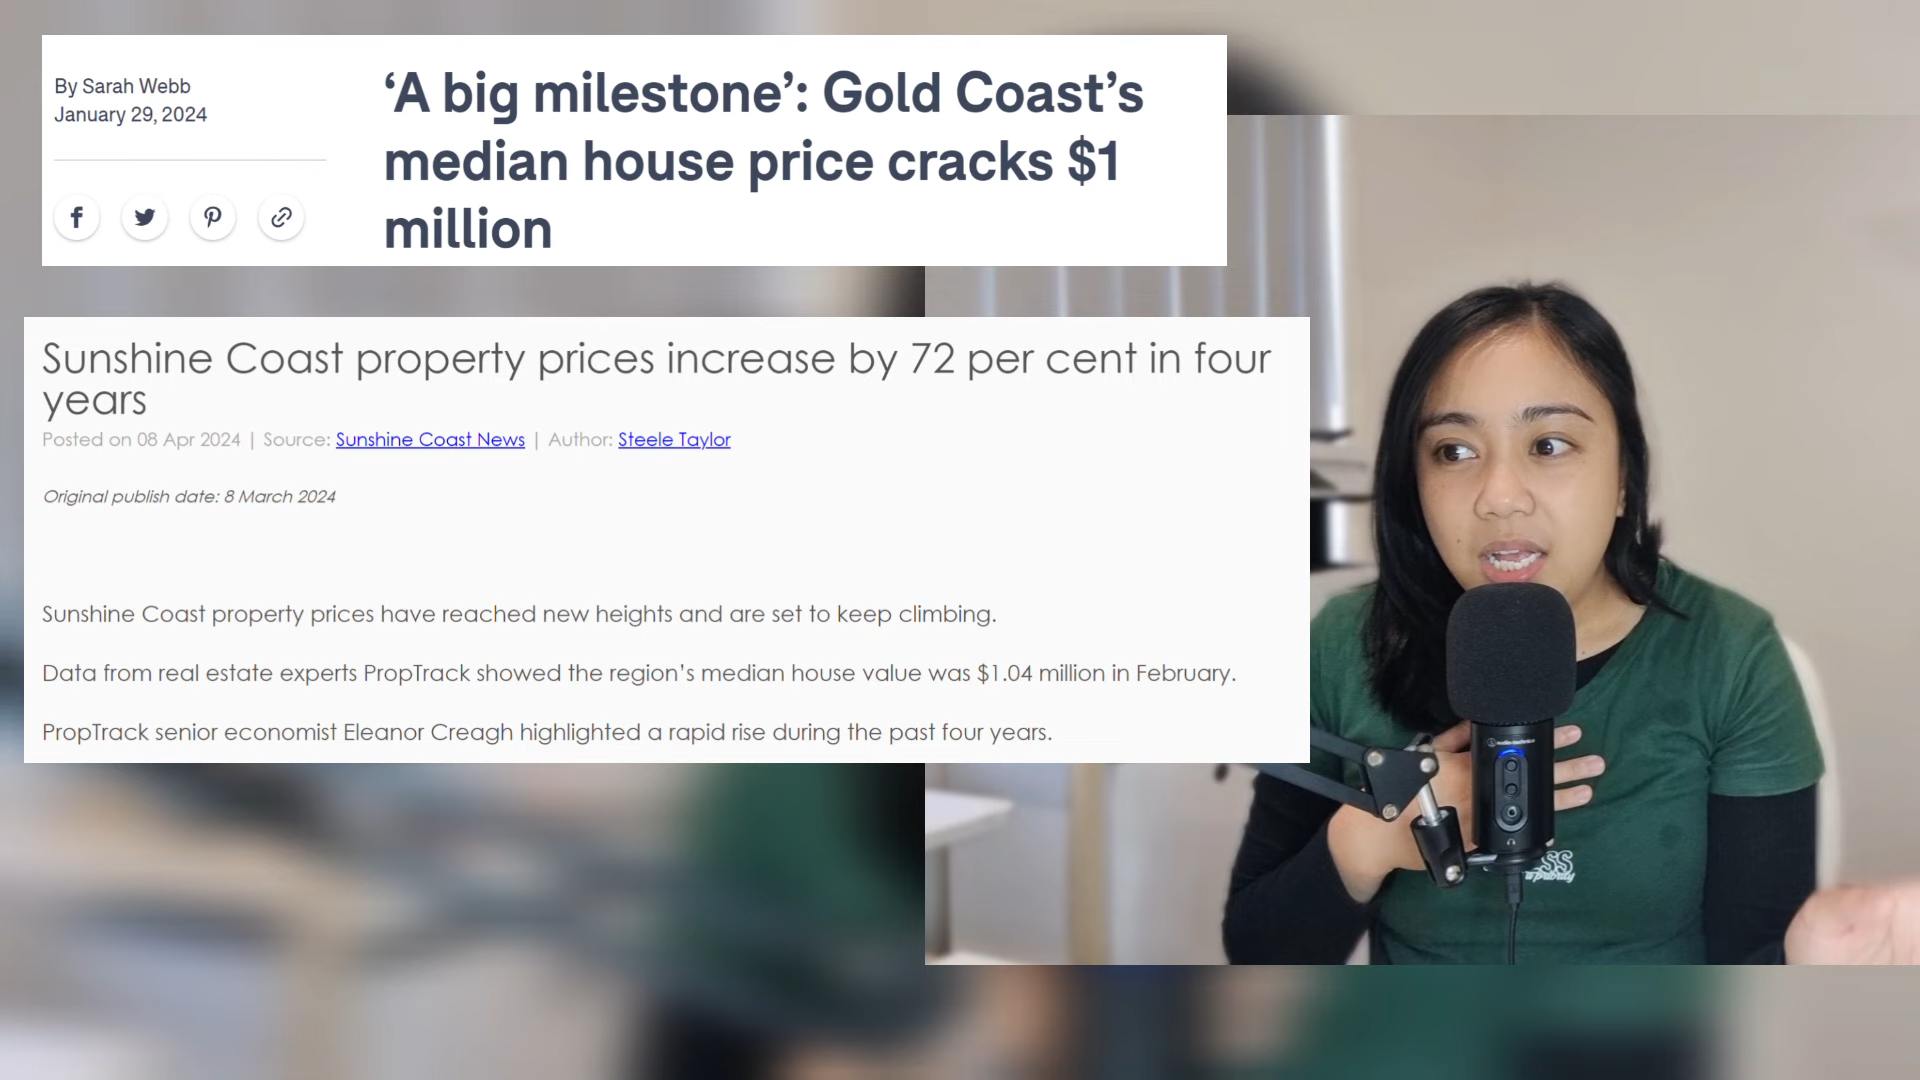 By Sarah Webb
January 29, 2024
‘A big milestone’: Gold Coast’s
median house price cracks $1
million
Sunshine Coast property prices increase by 72 per cent in four
years
Posted on 08 Apr 2024 | Source: Sunshine Coast News | Author: Steele Taylor
Original publish date: 8 March 2024
Sunshine Coast property prices have reached new heights and are set to keep climbing.
Data from real estate experts PropTrack showed the region’s median house value was $1.04 million in February.
PropTrack senior economist Eleanor Creagh highlighted a rapid rise during the past four years.
audio-technica